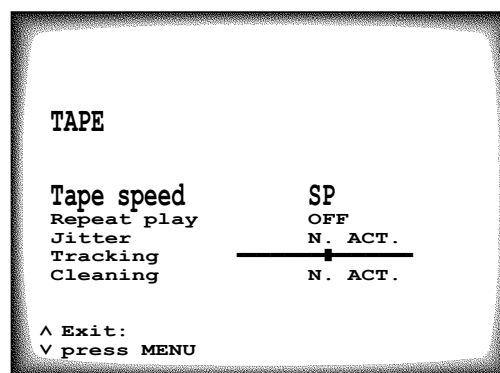 TAPE
Tape speed SP
Repeat play OFF
Jitter N. ACT.
Tracking
Cleaning N. ACT.
^ Exit:
v press MENU